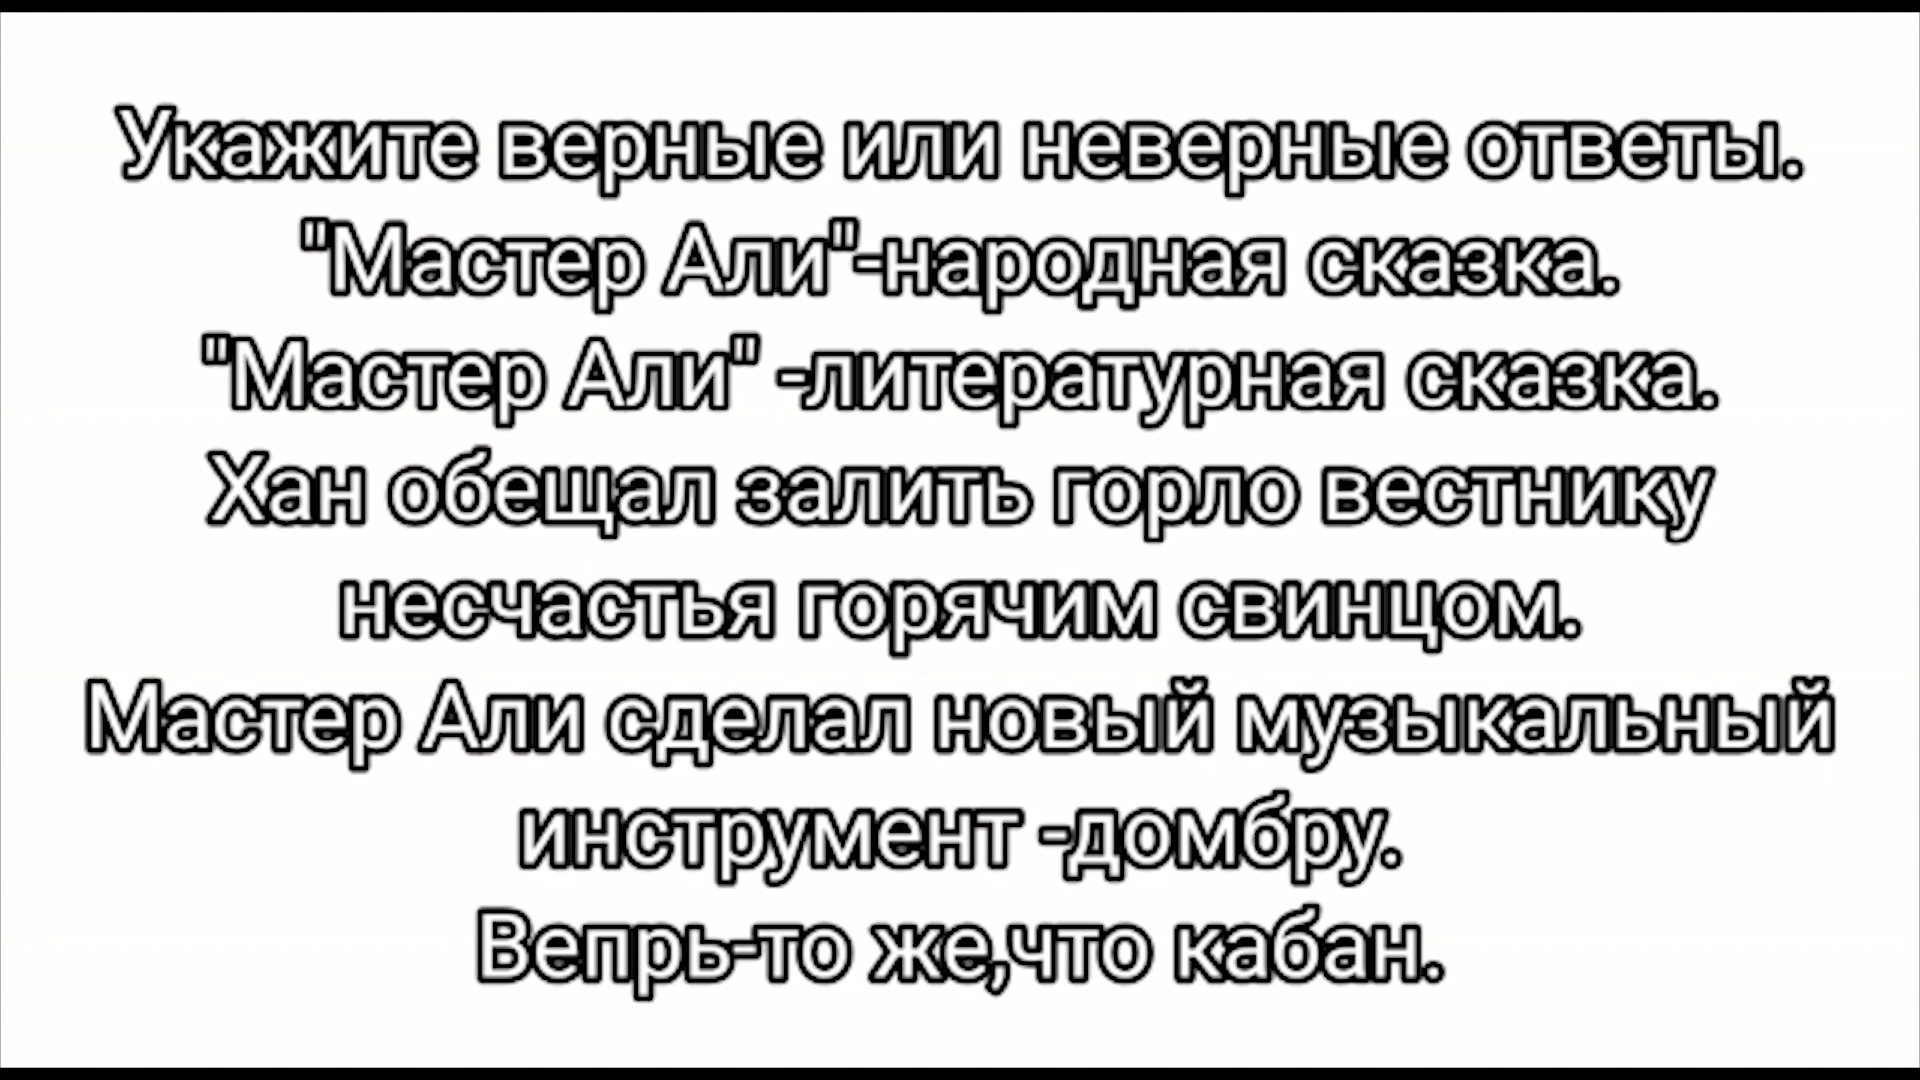 Укажите верные или неверные ответы.
"Мастер Али"-народная сказка.
"Мастер Али" -литературная сказка.
Хан обещал залить горло вестнику
несчастья горячим свинцом.
Мастер Али сделал новый музыкальный
инструмент -домбру.
Вепрь-то же,что кабан.